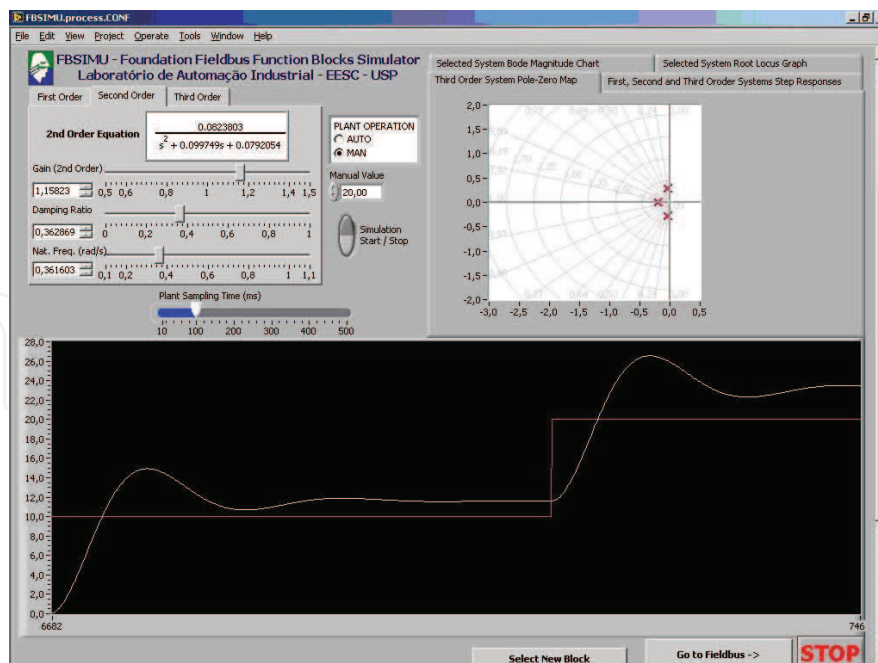 FBSIMU.process.CONF
File Edit View Project Operate Tools Window Help
FBSIMU - Foundation Fieldbus Function Blocks Simulator
Laboratório de Automação Industrial - EESC - USP
First Order Second Order Third Order
2nd Order Equation
0.0823803
s² + 0.099749s + 0.0792054
Gain (2nd Order)
1,15823
0,5 0,6 0,8 1 1,2 1,4 1,5
Damping Ratio
0,362869
0 0,2 0,4 0,6 0,8 1
Nat. Freq. (rad/s)
0,361603
0,1 0,2 0,4 0,6 0,8 1 1,1
PLANT OPERATION
AUTO
MAN
Manual Value
20,00
Simulation
Start / Stop
Plant Sampling Time (ms)
10 100 200 300 400 500
Selected System Bode Magnitude Chart
Selected System Root Locus Graph
Third Order System Pole-Zero Map
First, Second and Third Oroder Systems Step Responses
2,0
1,5
1,0
0,5
0,0
-0,5
-1,0
-1,5
-2,0
-3,0 -2,5 -2,0 -1,5 -1,0 -0,5 0,0 0,5
28,0
26,0
24,0
22,0
20,0
18,0
16,0
14,0
12,0
10,0
8,0
6,0
4,0
2,0
0,0
6682 746
Select New Block
Go to Fieldbus ->
STOP